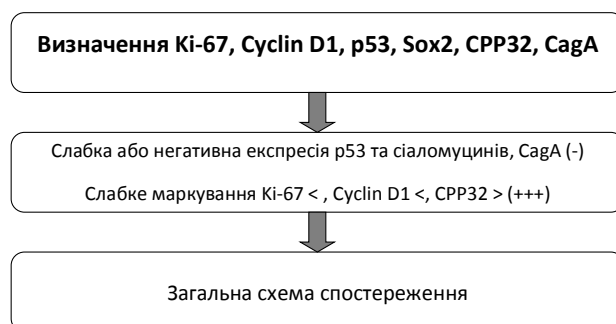 Визначення Ki-67, Cyclin D1, p53, Sox2, CPP32, CagA
Слабка або негативна експресія p53 та сіаломуцинів, CagA (-)
Слабке маркування Ki-67 < , Cyclin D1 <, CPP32 > (+++)
Загальна схема спостереження